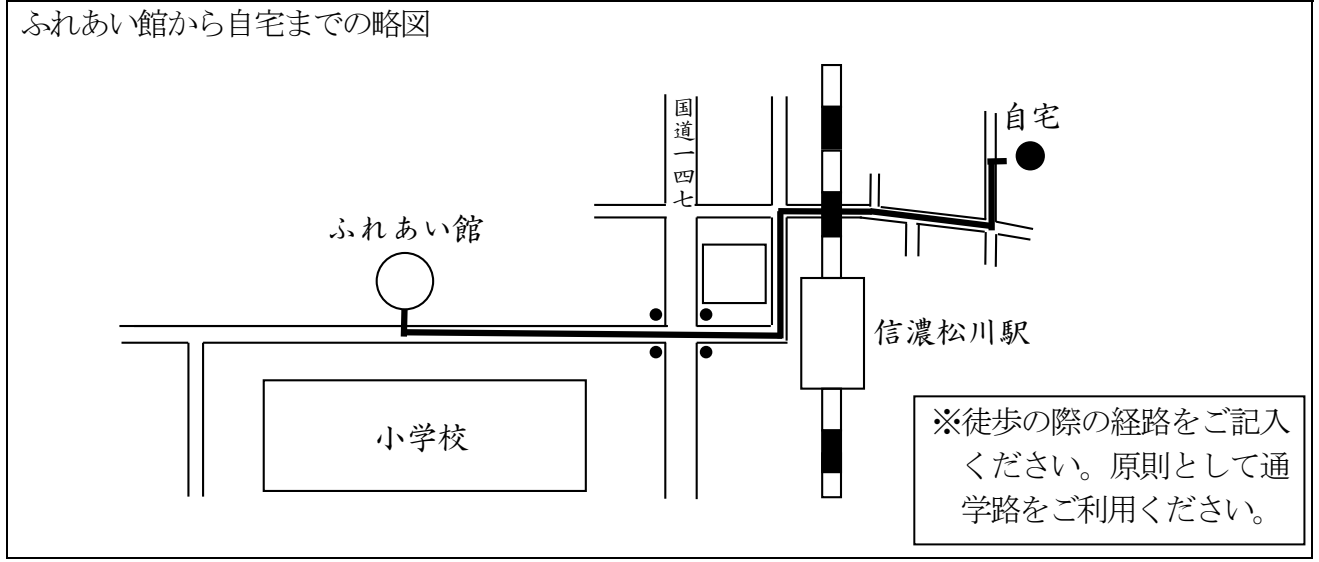 ふれあい館から自宅までの略図
国道一四七
自宅
ふれあい館
信濃松川駅
小学校
※徒歩の際の経路をご記入
ください。原則として通
学路をご利用ください。